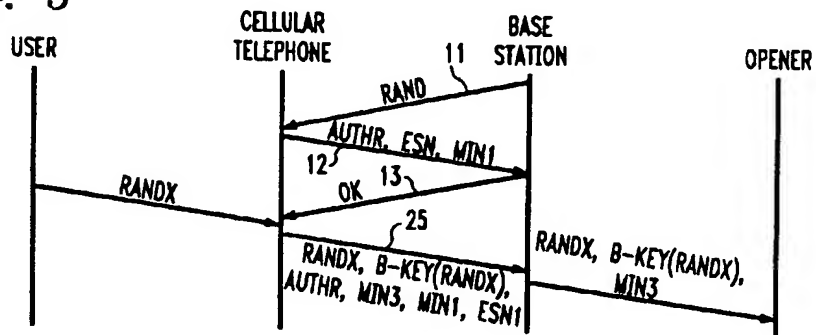 USER
CELLULAR
TELEPHONE
BASE
STATION
OPENER
11
RAND
AUTHR, ESN, MIN1
12
13
OK
RANDX
25
RANDX, B-KEY(RANDX),
AUTHR, MIN3, MIN1, ESN1
RANDX, B-KEY(RANDX),
MIN3